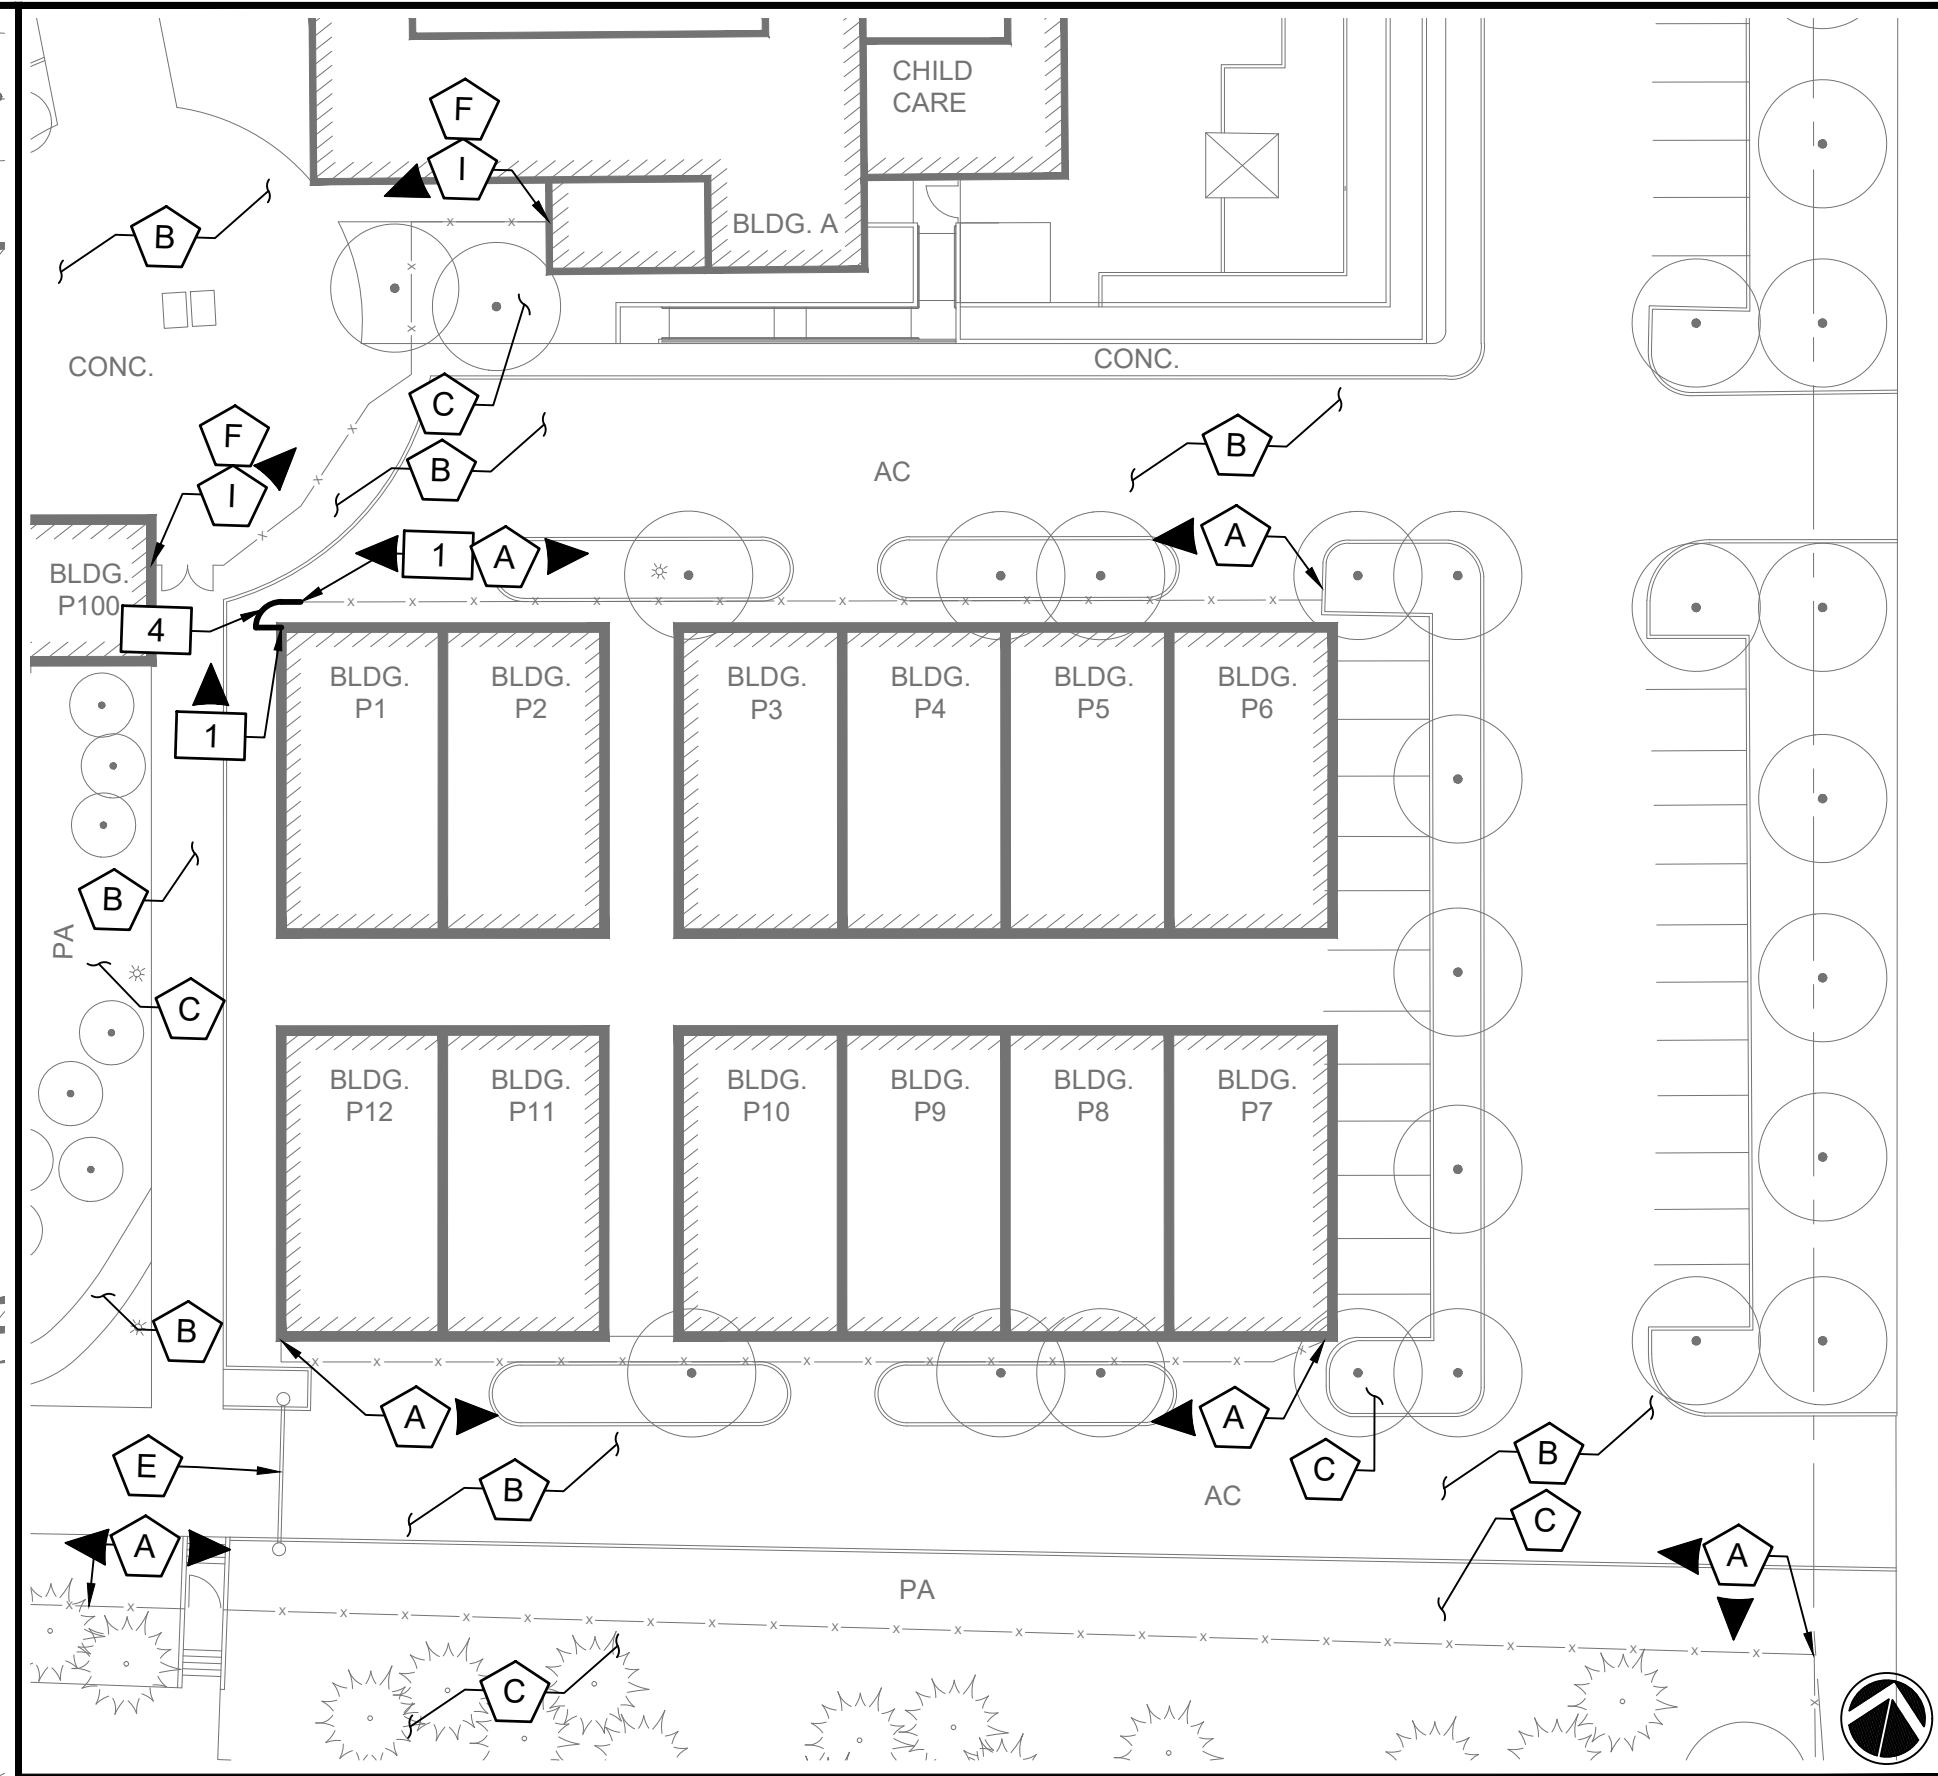 CHILD
CARE
F
I
B
BLDG. A
CONC.
CONC.
C
F
B
B
AC
I
1
A
A
BLDG.
P100
4
BLDG.
P1
BLDG.
P2
BLDG.
P3
BLDG.
P4
BLDG.
P5
BLDG.
P6
1
B
PA
C
BLDG.
P12
BLDG.
P11
BLDG.
P10
BLDG.
P9
BLDG.
P8
BLDG.
P7
B
A
A
E
B
C
B
AC
C
A
A
PA
C